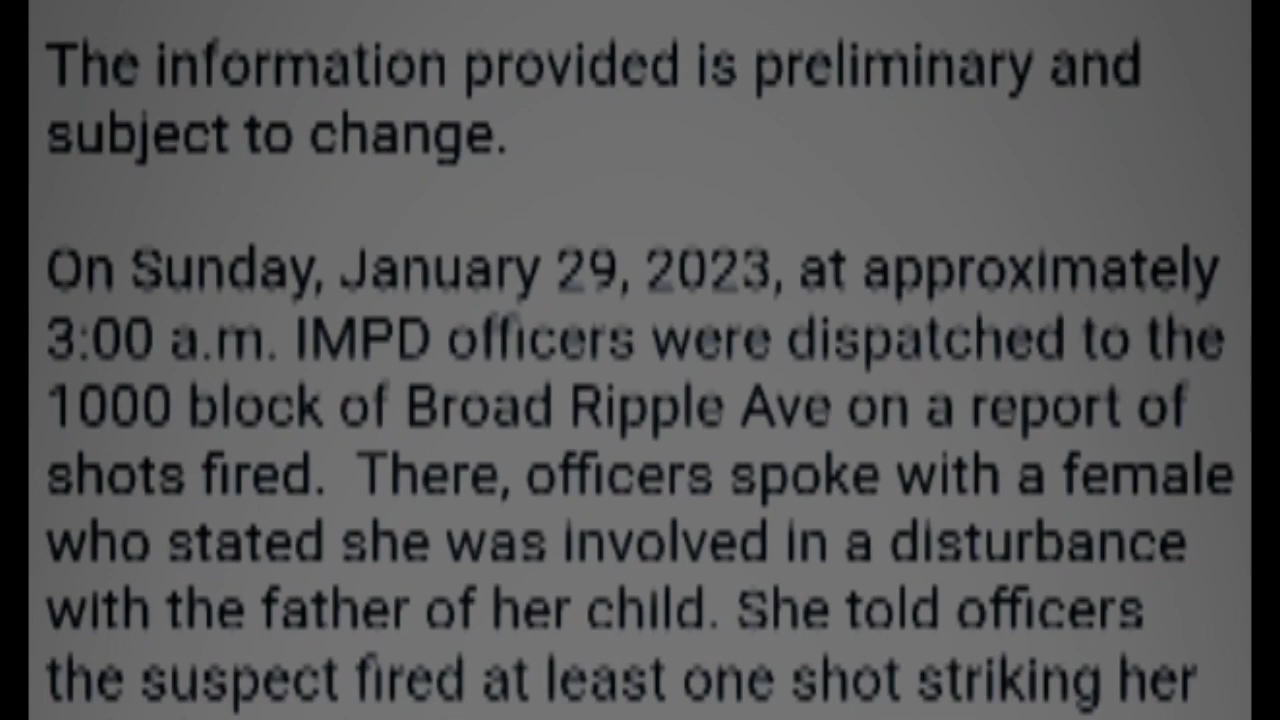 The information provided is preliminary and
subject to change.
On Sunday, January 29, 2023, at approximately
3:00 a.m. IMPD officers were dispatched to the
1000 block of Broad Ripple Ave on a report of
shots fired.  There, officers spoke with a female
who stated she was involved in a disturbance
with the father of her child. She told officers
the suspect fired at least one shot striking her